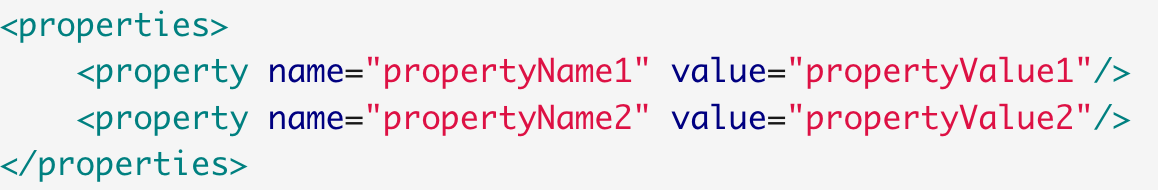 <properties>
    <property name="propertyName1" value="propertyValue1"/>
    <property name="propertyName2" value="propertyValue2"/>
</properties>